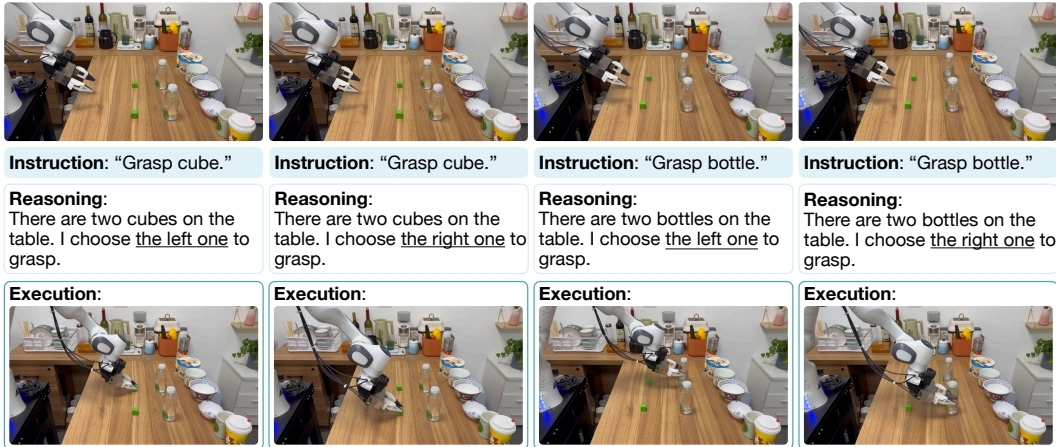 Instruction: “Grasp cube.”
Reasoning:
There are two cubes on the
table. I choose the left one to
grasp.
Execution:
Instruction: “Grasp cube.”
Reasoning:
There are two cubes on the
table. I choose the right one to
grasp.
Execution:
Instruction: “Grasp bottle.”
Reasoning:
There are two bottles on the
table. I choose the left one to
grasp.
Execution:
Instruction: “Grasp bottle.”
Reasoning:
There are two bottles on the
table. I choose the right one to
grasp.
Execution: